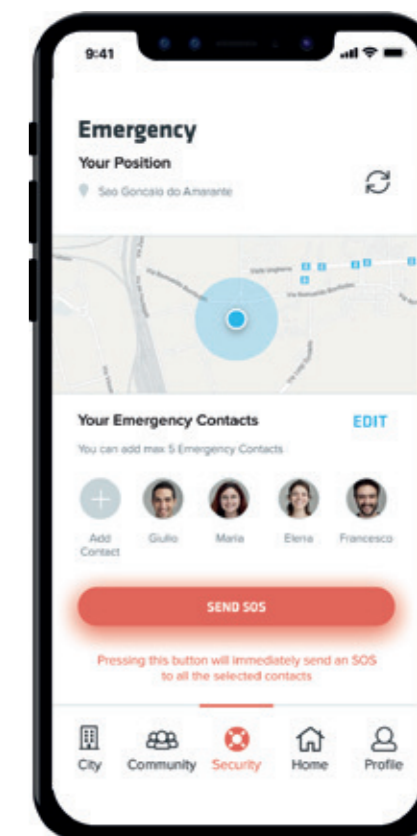 9:41
Emergency
Your Position
Sao Goncalo do Amarante
Your Emergency Contacts EDIT
You can add max 5 Emergency Contacts
Add Contact
Giulio
Maria
Elena
Francesco
SEND SOS
Pressing this button will immediately send an SOS
to all the selected contacts
City Community Security Home Profile